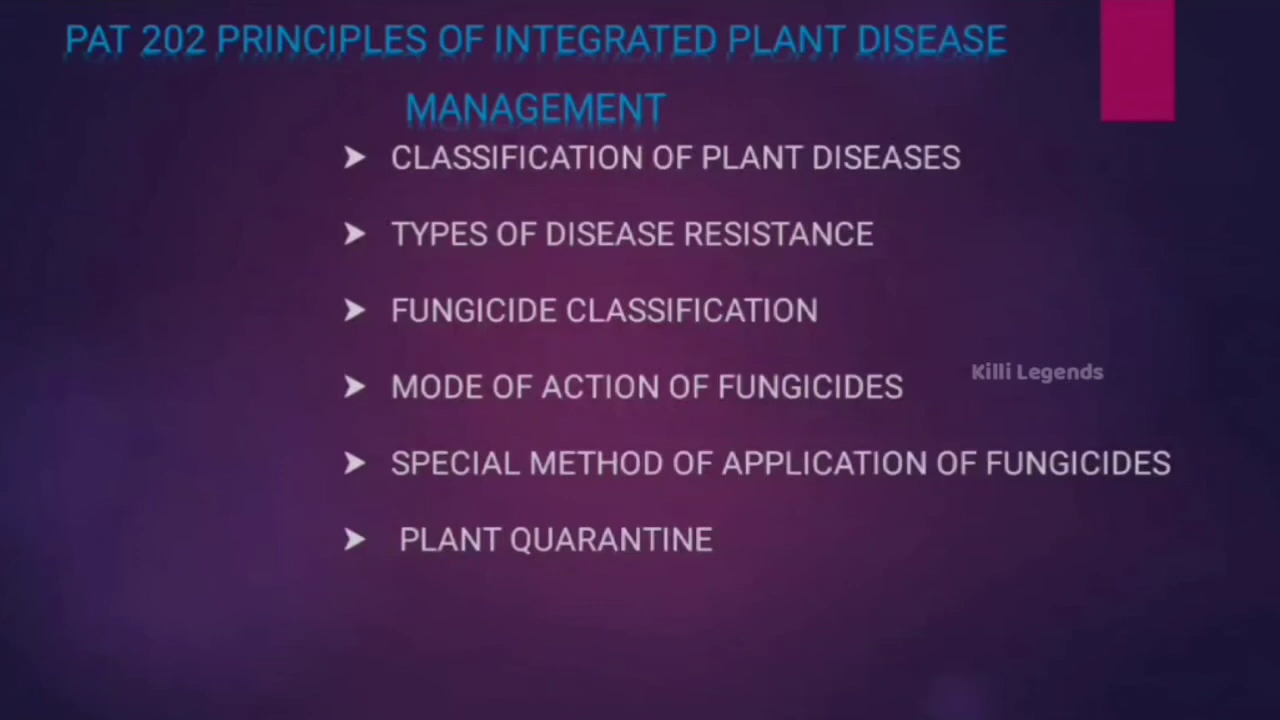 PAT 202 PRINCIPLES OF INTEGRATED PLANT DISEASE
MANAGEMENT
➤ CLASSIFICATION OF PLANT DISEASES
➤ TYPES OF DISEASE RESISTANCE
➤ FUNGICIDE CLASSIFICATION
Killi Legends
➤ MODE OF ACTION OF FUNGICIDES
➤ SPECIAL METHOD OF APPLICATION OF FUNGICIDES
➤ PLANT QUARANTINE